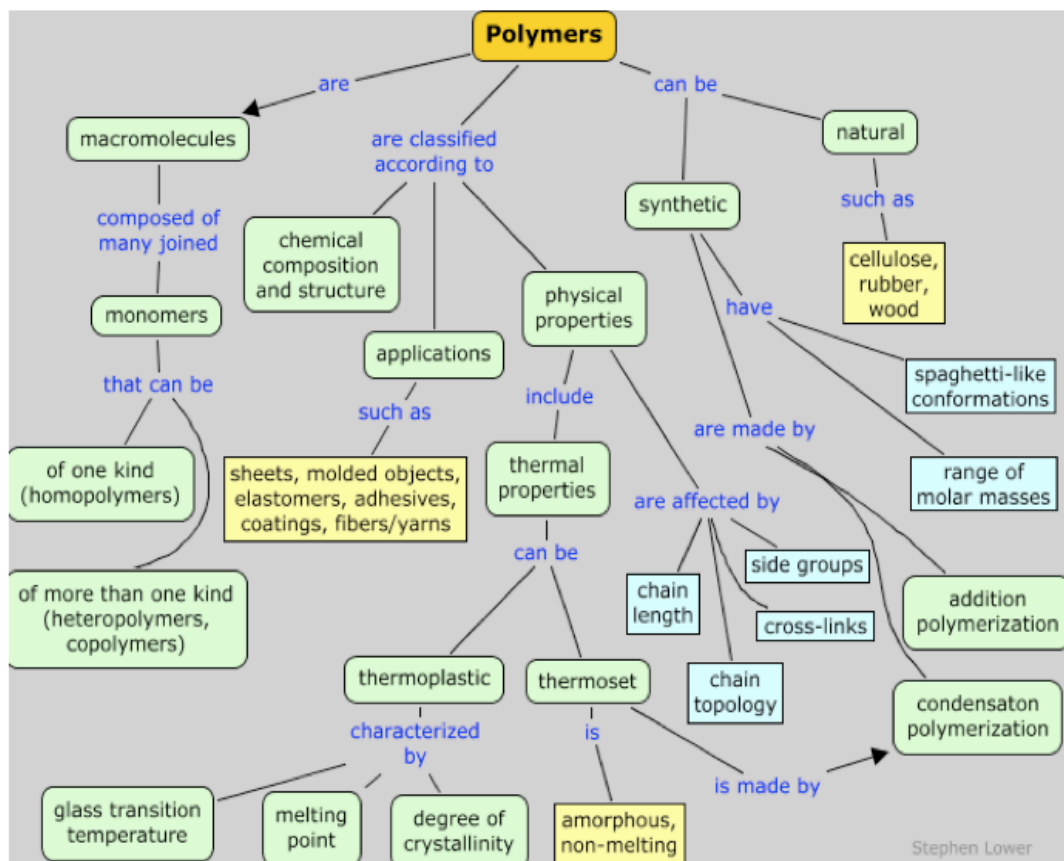 Polymers
are
can be
macromolecules
are classified
according to
natural
composed of
many joined
chemical
composition
and structure
synthetic
such as
cellulose,
rubber,
wood
monomers
physical
properties
have
that can be
applications
spaghetti-like
conformations
such as
include
are made by
of one kind
(homopolymers)
sheets, molded objects,
elastomers, adhesives,
coatings, fibers/yarns
thermal
properties
range of
molar masses
are affected by
can be
side groups
of more than one kind
(heteropolymers,
copolymers)
chain
length
cross-links
addition
polymerization
thermoplastic
thermoset
chain
topology
condensaton
polymerization
characterized
by
is
is made by
glass transition
temperature
melting
point
degree of
crystallinity
amorphous,
non-melting
Stephen Lower